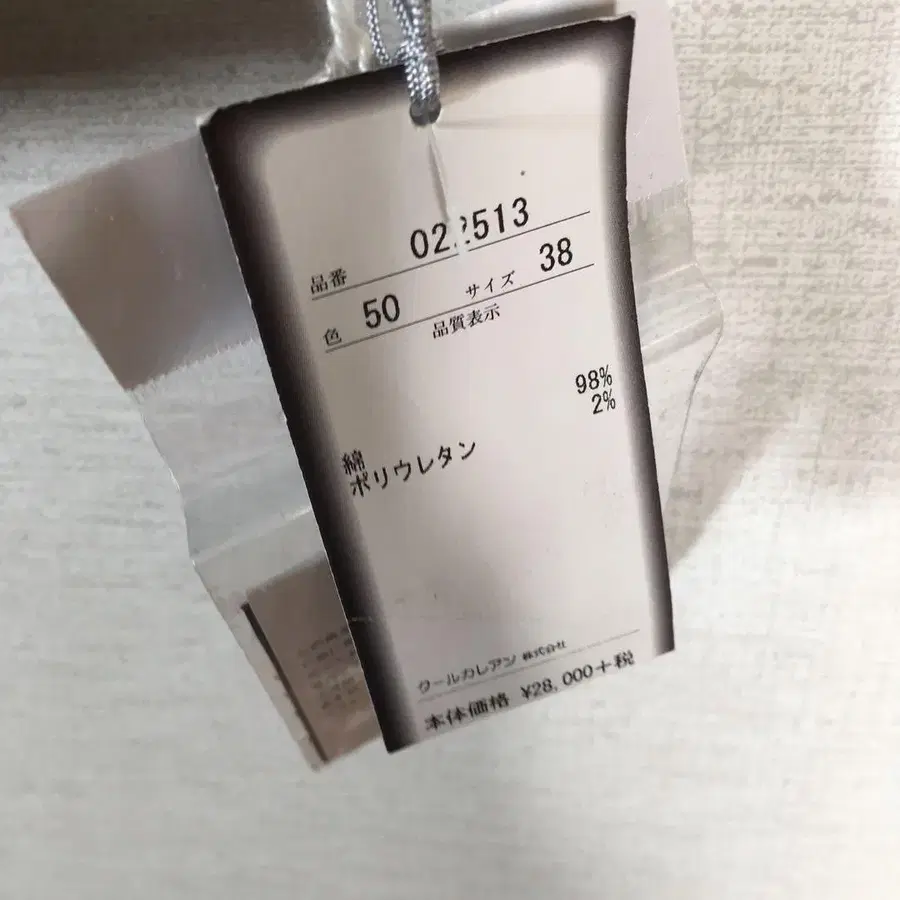 品番 022513
色 50 サイズ 38
品質表示
98%
2%
綿
ポリウレタン
クールカレアン 株式会社
本体価格 ¥28,000+税